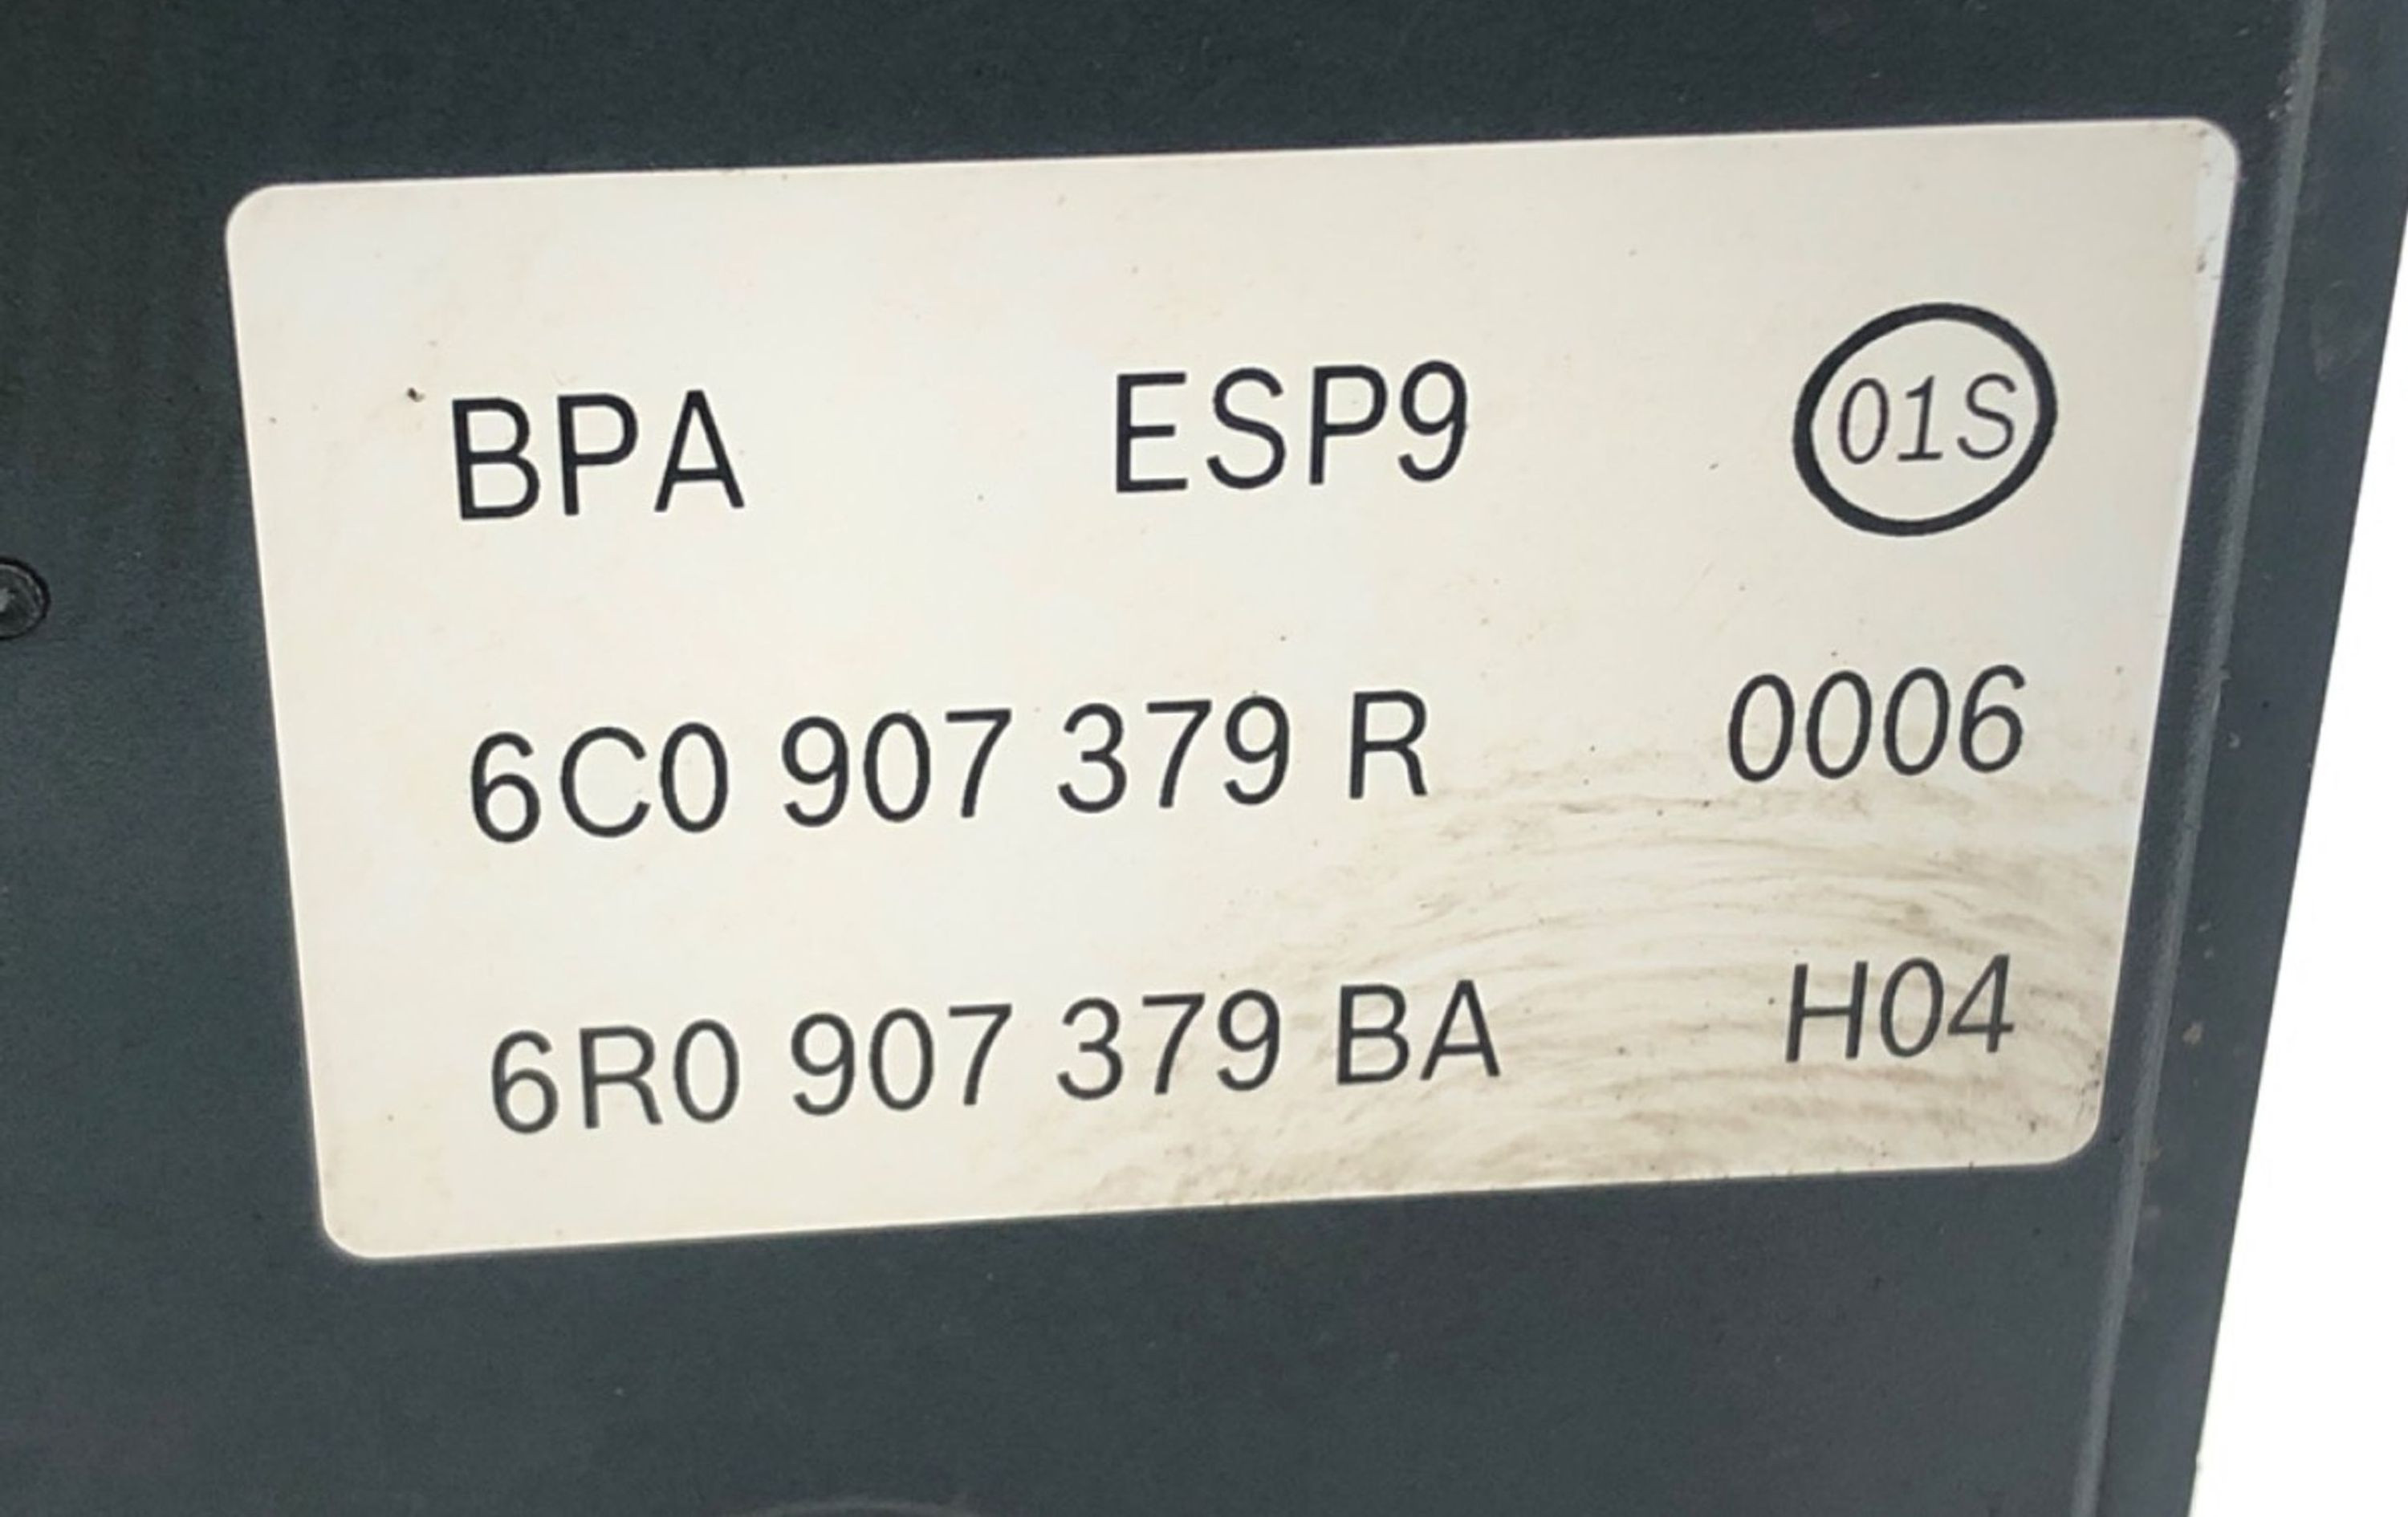 BPA ESP9 01S
6C0 907 379 R 0006
6R0 907 379 BA H04